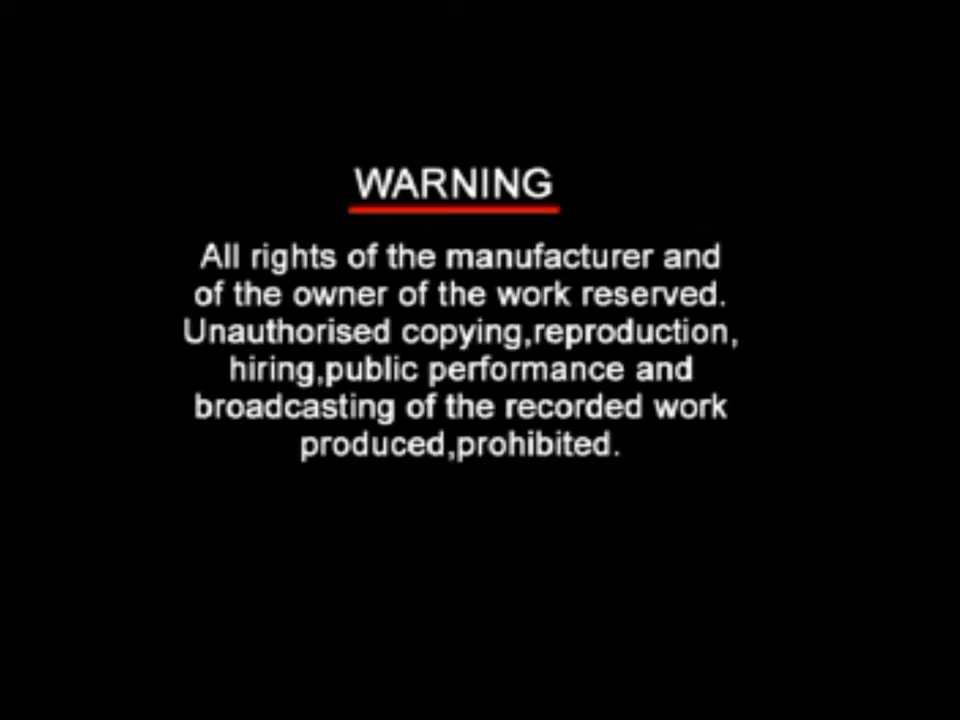 WARNING
All rights of the manufacturer and
of the owner of the work reserved.
Unauthorised copying,reproduction,
hiring,public performance and
broadcasting of the recorded work
produced,prohibited.